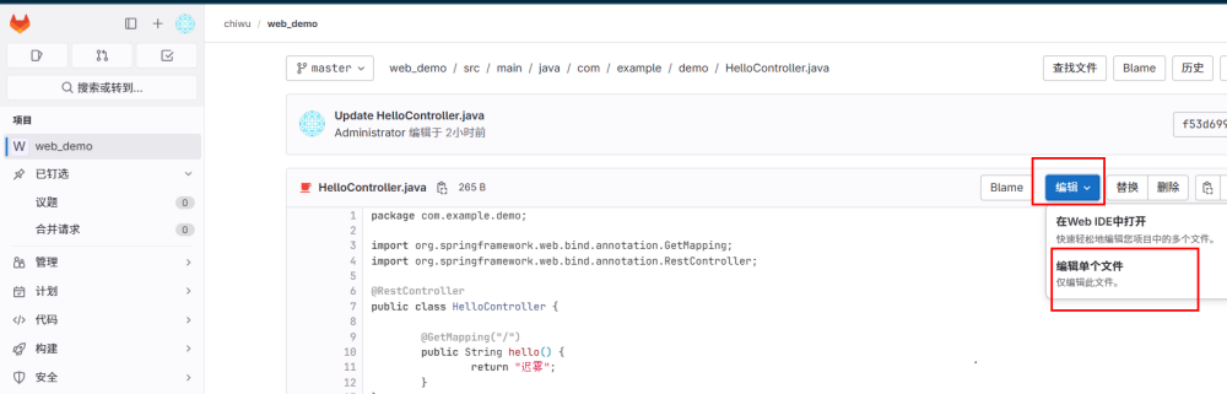 chiwu / web_demo
搜索或转到...
项目
W web_demo
已钉选
议题 0
合并请求 0
管理
计划
代码
构建
安全
master web_demo / src / main / java / com / example / demo / HelloController.java 查找文件 Blame 历史
Update HelloController.java
Administrator 编辑于 2小时前
f53d699
HelloController.java 265 B Blame 编辑 替换 删除
在Web IDE中打开
快速轻松地编辑您项目中的多个文件。
编辑单个文件
仅编辑此文件。
1 package com.example.demo;
2
3 import org.springframework.web.bind.annotation.GetMapping;
4 import org.springframework.web.bind.annotation.RestController;
5
6 @RestController
7 public class HelloController {
8
9 @GetMapping("/")
10 public String hello() {
11 return "迟雾";
12 }